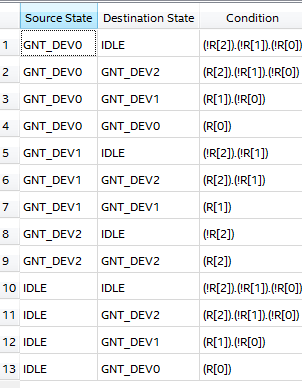 Source State Destination State Condition
1 GNT_DEV0 IDLE (!R[2]).(!R[1]).(!R[0])
2 GNT_DEV0 GNT_DEV2 (R[2]).(!R[1]).(!R[0])
3 GNT_DEV0 GNT_DEV1 (R[1]).(!R[0])
4 GNT_DEV0 GNT_DEV0 (R[0])
5 GNT_DEV1 IDLE (!R[2]).(!R[1])
6 GNT_DEV1 GNT_DEV2 (R[2]).(!R[1])
7 GNT_DEV1 GNT_DEV1 (R[1])
8 GNT_DEV2 IDLE (!R[2])
9 GNT_DEV2 GNT_DEV2 (R[2])
10 IDLE IDLE (!R[2]).(!R[1]).(!R[0])
11 IDLE GNT_DEV2 (R[2]).(!R[1]).(!R[0])
12 IDLE GNT_DEV1 (R[1]).(!R[0])
13 IDLE GNT_DEV0 (R[0])